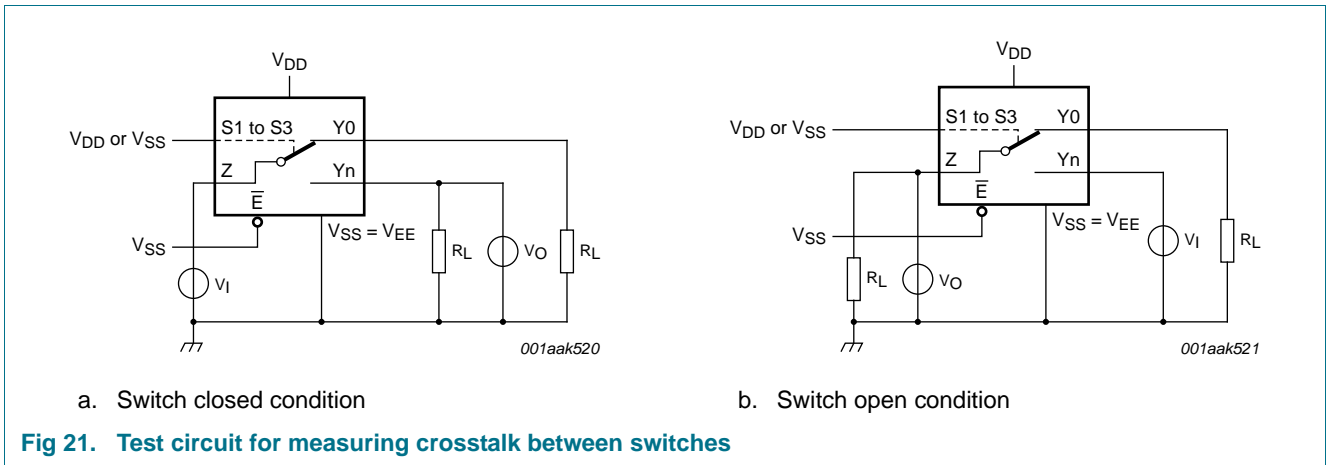 VDD
VDD or VSS
S1 to S3
Y0
Z
Yn
E
VSS
VSS = VEE
RL
VO
RL
VI
001aak520
a. Switch closed condition
VDD
VDD or VSS
S1 to S3
Y0
Z
Yn
E
VSS
VSS = VEE
VI
RL
RL
VO
001aak521
b. Switch open condition
Fig 21. Test circuit for measuring crosstalk between switches